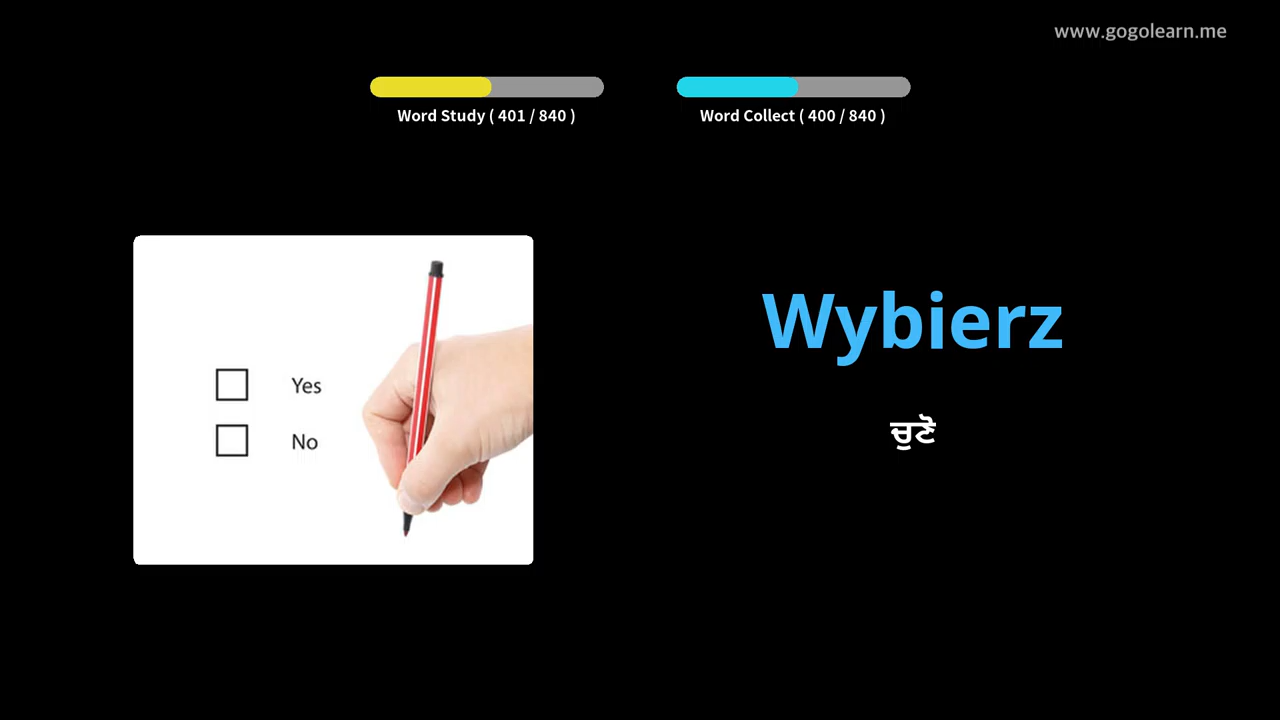 www.gogolearn.me
Word Study ( 401 / 840 )
Word Collect ( 400 / 840 )
Yes
No
Wybierz
ਚੁਣੋ